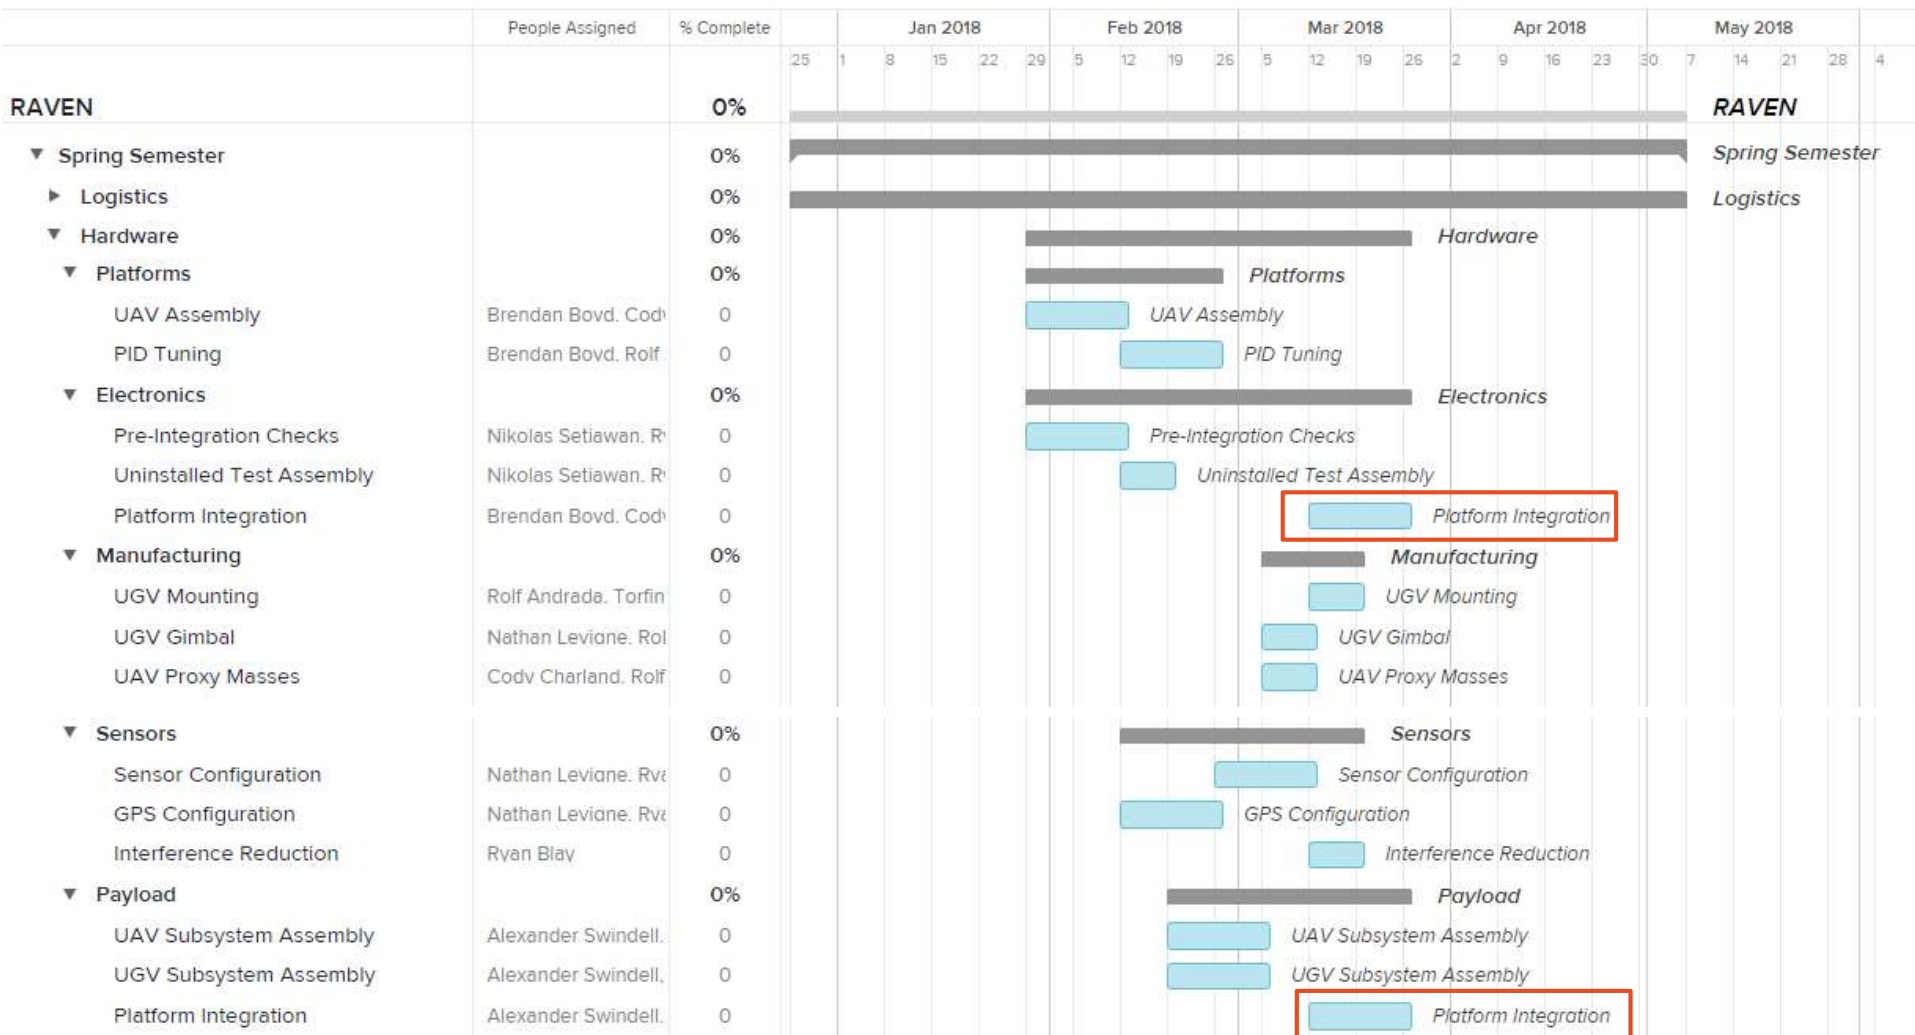 People Assigned % Complete Jan 2018 Feb 2018 Mar 2018 Apr 2018 May 2018
25 1 8 15 22 29 5 12 19 26 5 12 19 26 2 9 16 23 30 7 14 21 28 4
RAVEN 0% RAVEN
Spring Semester 0% Spring Semester
Logistics 0% Logistics
Hardware 0% Hardware
Platforms 0% Platforms
UAV Assembly Brendan Boyd, Cody 0 UAV Assembly
PID Tuning Brendan Boyd, Rolf 0 PID Tuning
Electronics 0% Electronics
Pre-Integration Checks Nikolas Setiawan, 0 Pre-Integration Checks
Uninstalled Test Assembly Nikolas Setiawan, 0 Uninstalled Test Assembly
Platform Integration Brendan Boyd, Cody 0 Platform Integration
Manufacturing 0% Manufacturing
UGV Mounting Rolf Andrada, Torfin 0 UGV Mounting
UGV Gimbal Nathan Levigne, Rol 0 UGV Gimbal
UAV Proxy Masses Cody Charland, Rolf 0 UAV Proxy Masses
Sensors 0% Sensors
Sensor Configuration Nathan Levigne, Rya 0 Sensor Configuration
GPS Configuration Nathan Levigne, Rya 0 GPS Configuration
Interference Reduction Ryan Blay 0 Interference Reduction
Payload 0% Payload
UAV Subsystem Assembly Alexander Swindell, 0 UAV Subsystem Assembly
UGV Subsystem Assembly Alexander Swindell, 0 UGV Subsystem Assembly
Platform Integration Alexander Swindell, 0 Platform Integration